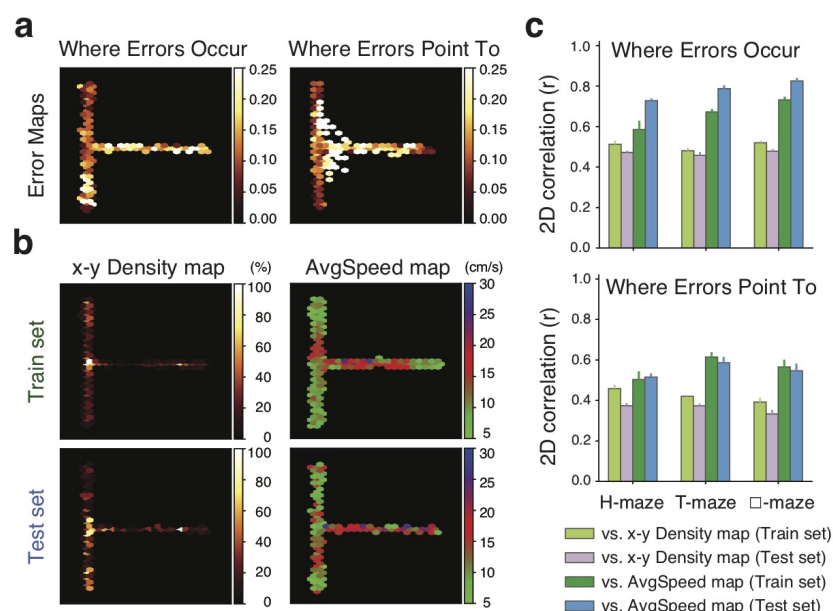 a
Where Errors Occur
Where Errors Point To
Error Maps
0.25
0.20
0.15
0.10
0.05
0.00
0.25
0.20
0.15
0.10
0.05
0.00
b
x-y Density map (%)
AvgSpeed map (cm/s)
Train set
100
80
60
40
20
0
30
25
20
15
10
5
Test set
100
80
60
40
20
0
30
25
20
15
10
5
c
Where Errors Occur
2D correlation (r)
1.0
0.8
0.6
0.4
0.2
0.0
Where Errors Point To
2D correlation (r)
1.0
0.8
0.6
0.4
0.2
0.0
H-maze T-maze □-maze
vs. x-y Density map (Train set)
vs. x-y Density map (Test set)
vs. AvgSpeed map (Train set)
vs. AvgSpeed map (Test set)